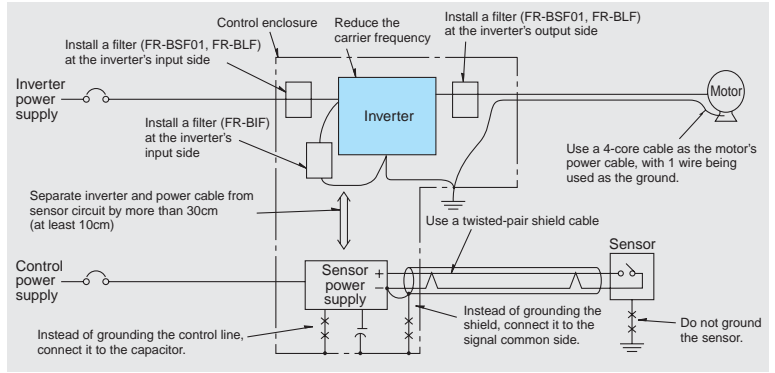 Control enclosure
Reduce the
carrier frequency
Install a filter (FR-BSF01, FR-BLF)
at the inverter's output side
Install a filter (FR-BSF01, FR-BLF)
at the inverter's input side
Inverter
power
supply
Install a filter (FR-BIF)
at the inverter's
input side
Inverter
Motor
Use a 4-core cable as the motor's
power cable, with 1 wire being
used as the ground.
Separate inverter and power cable from
sensor circuit by more than 30cm
(at least 10cm)
Use a twisted-pair shield cable
Sensor
Control
power
supply
Sensor +
power −
supply
Instead of grounding the control line,
connect it to the capacitor.
Instead of grounding the
shield, connect it to the
signal common side.
Do not ground
the sensor.